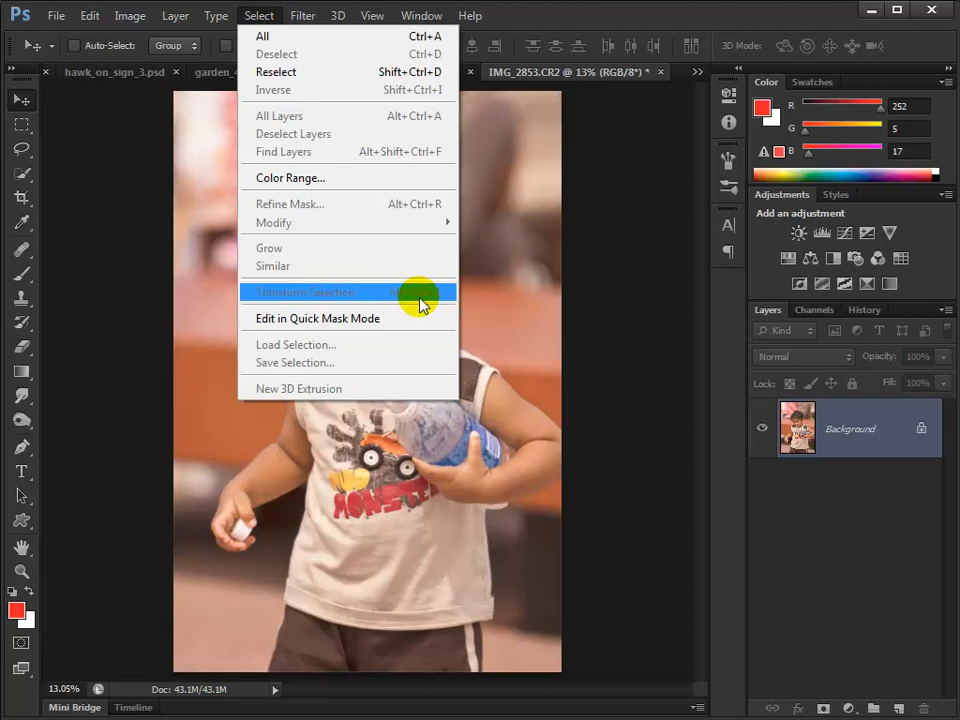 Ps File Edit Image Layer Type Select Filter 3D View Window Help
Auto-Select: Group 3D Mode:
hawk_on_sign_3.psd × garden_ × IMG_2853.CR2 @ 13% (RGB/8*) * ×
All Ctrl+A
Deselect Ctrl+D
Reselect Shift+Ctrl+D
Inverse Shift+Ctrl+I
All Layers Alt+Ctrl+A
Deselect Layers
Find Layers Alt+Shift+Ctrl+F
Color Range...
Refine Mask... Alt+Ctrl+R
Modify
Grow
Similar
Transform Selection
Edit in Quick Mask Mode
Load Selection...
Save Selection...
New 3D Extrusion
MONSTE
Color Swatches
R 252
G 5
B 17
Adjustments Styles
Add an adjustment
Layers Channels History
Kind
Normal Opacity: 100%
Lock: Fill: 100%
Background
13.05% Doc: 43.1M/43.1M
Mini Bridge Timeline